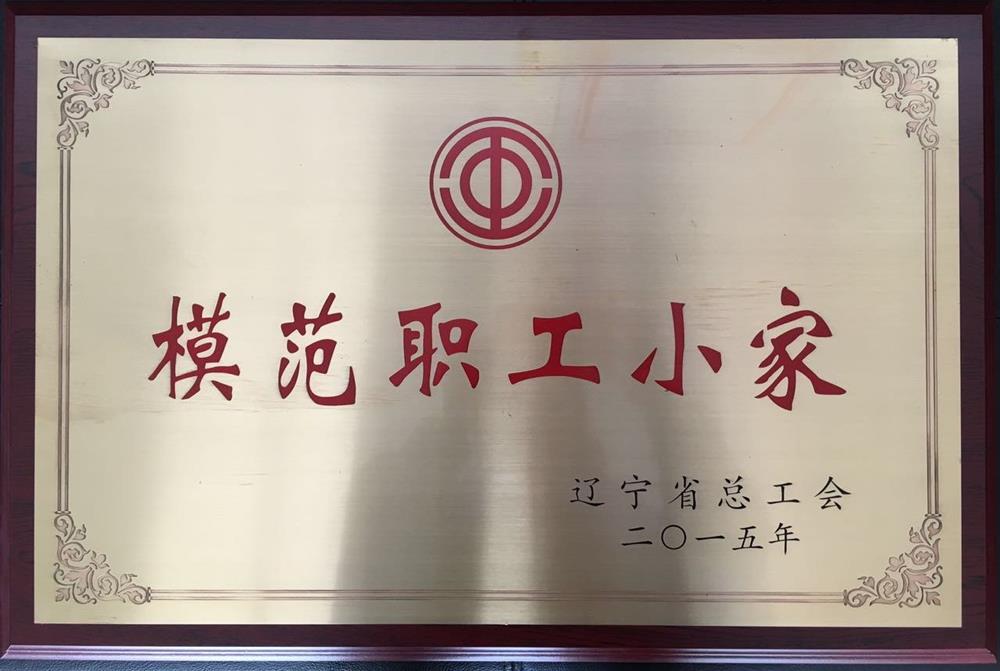 模范职工小家
辽宁省总工会
二〇一五年